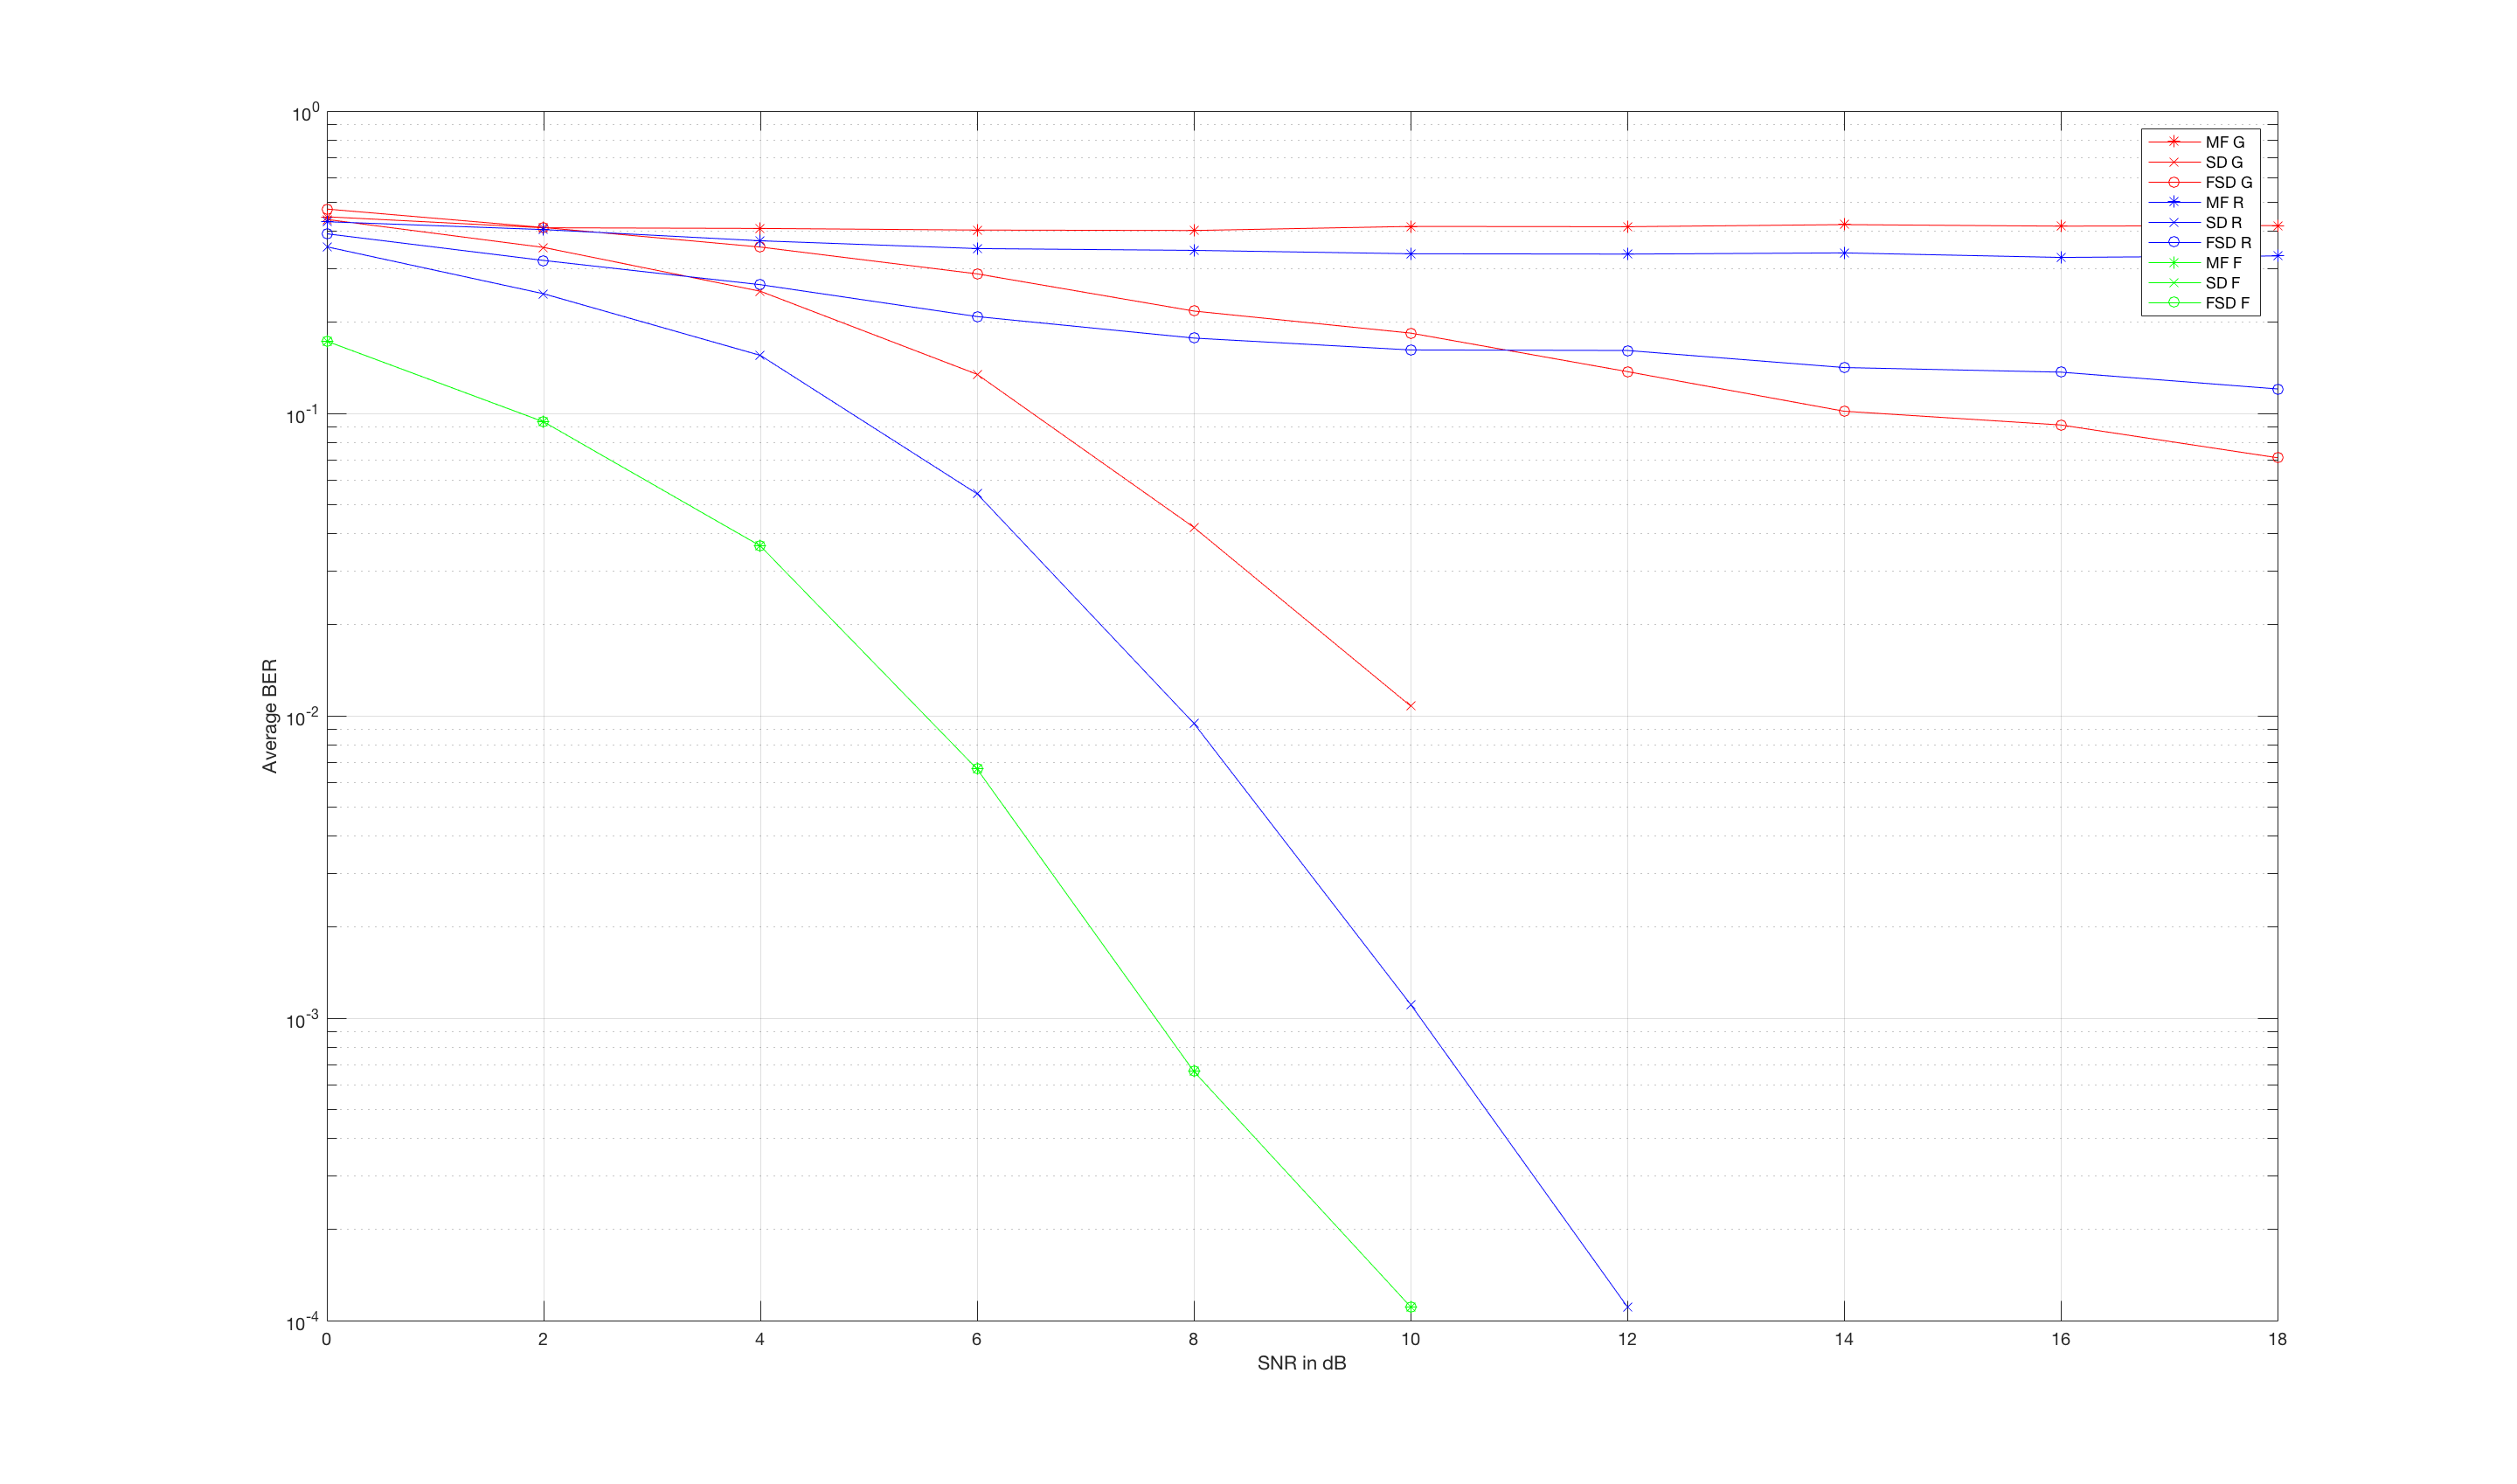 10^0
10^-1
10^-2
10^-3
10^-4
Average BER
0 2 4 6 8 10 12 14 16 18
SNR in dB
MF G
SD G
FSD G
MF R
SD R
FSD R
MF F
SD F
FSD F